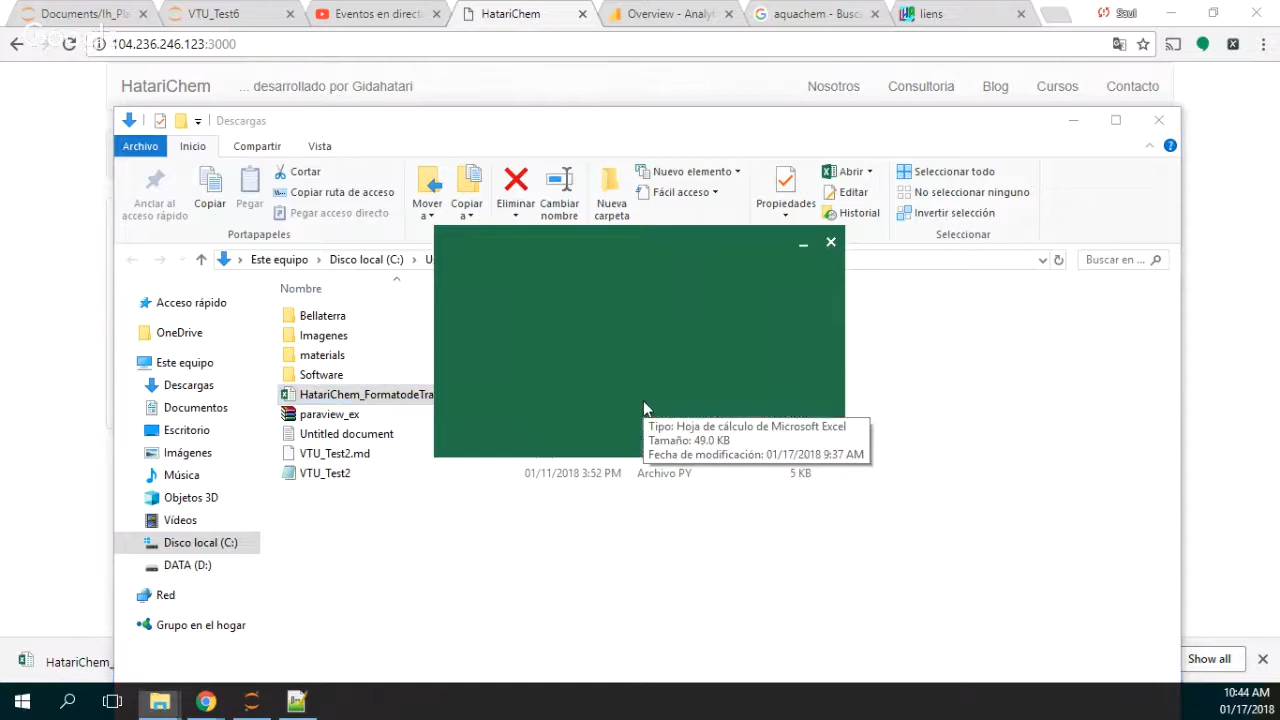 Documents/lh_Pla
VTU_Test6
Eventos en direct
HatariChem
Overview - Analyt
aquachem - Busca
liens
Saul
104.236.246.123:3000
HatariChem
... desarrollado por Gidahatari
Nosotros
Consultoria
Blog
Cursos
Contacto
Descargas
Archivo
Inicio
Compartir
Vista
Anclar al
acceso rápido
Copiar
Pegar
Cortar
Copiar ruta de acceso
Pegar acceso directo
Portapapeles
Mover
a
Copiar
a
Eliminar
Cambiar
nombre
Nueva
carpeta
Nuevo elemento
Fácil acceso
Propiedades
Abrir
Editar
Historial
Seleccionar todo
No seleccionar ninguno
Invertir selección
Seleccionar
Este equipo
Disco local (C:)
U
Buscar en ...
Nombre
Acceso rápido
OneDrive
Este equipo
Descargas
Documentos
Escritorio
Imágenes
Música
Objetos 3D
Vídeos
Disco local (C:)
DATA (D:)
Red
Grupo en el hogar
Bellaterra
Imagenes
materials
Software
HatariChem_FormatodeTra
paraview_ex
Untitled document
VTU_Test2.md
VTU_Test2
01/11/2018 3:52 PM
Archivo PY
5 KB
Tipo: Hoja de cálculo de Microsoft Excel
Tamaño: 49.0 KB
Fecha de modificación: 01/17/2018 9:37 AM
HatariChem_
Show all
10:44 AM
01/17/2018